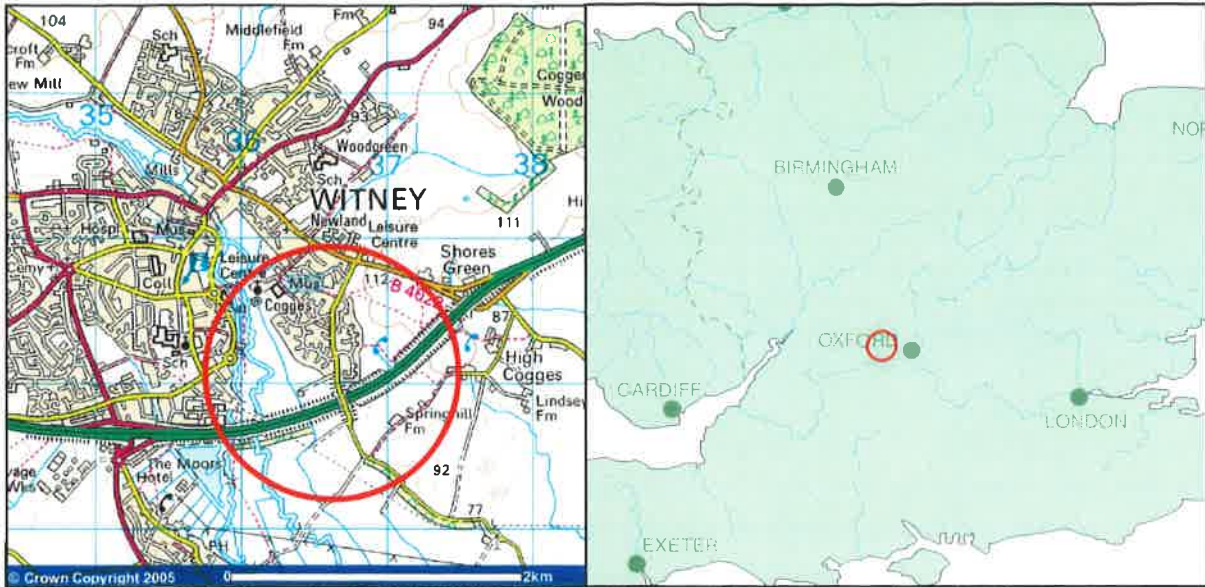 104
Sch
Fm
Middlefield
Fm
94
croft
Fm
ew Mill
Cogges
Wood
35
93
36
Woodgreen
37
38
Mills
Sch
WITNEY
111
Hi
Hospl
Mus
Newland
Leisure
Centre
Shores
Green
Cemy
Leisure
Centre
Coll
Mus
112
B 4022
Cogges
87
Sch
High
Cogges
Lindsey
Fm
Springhill
Fm
The Moors
Hotel
92
Wks
77
PH
© Crown Copyright 2005
0
2km
NOR
BIRMINGHAM
OXFORD
CARDIFF
LONDON
EXETER